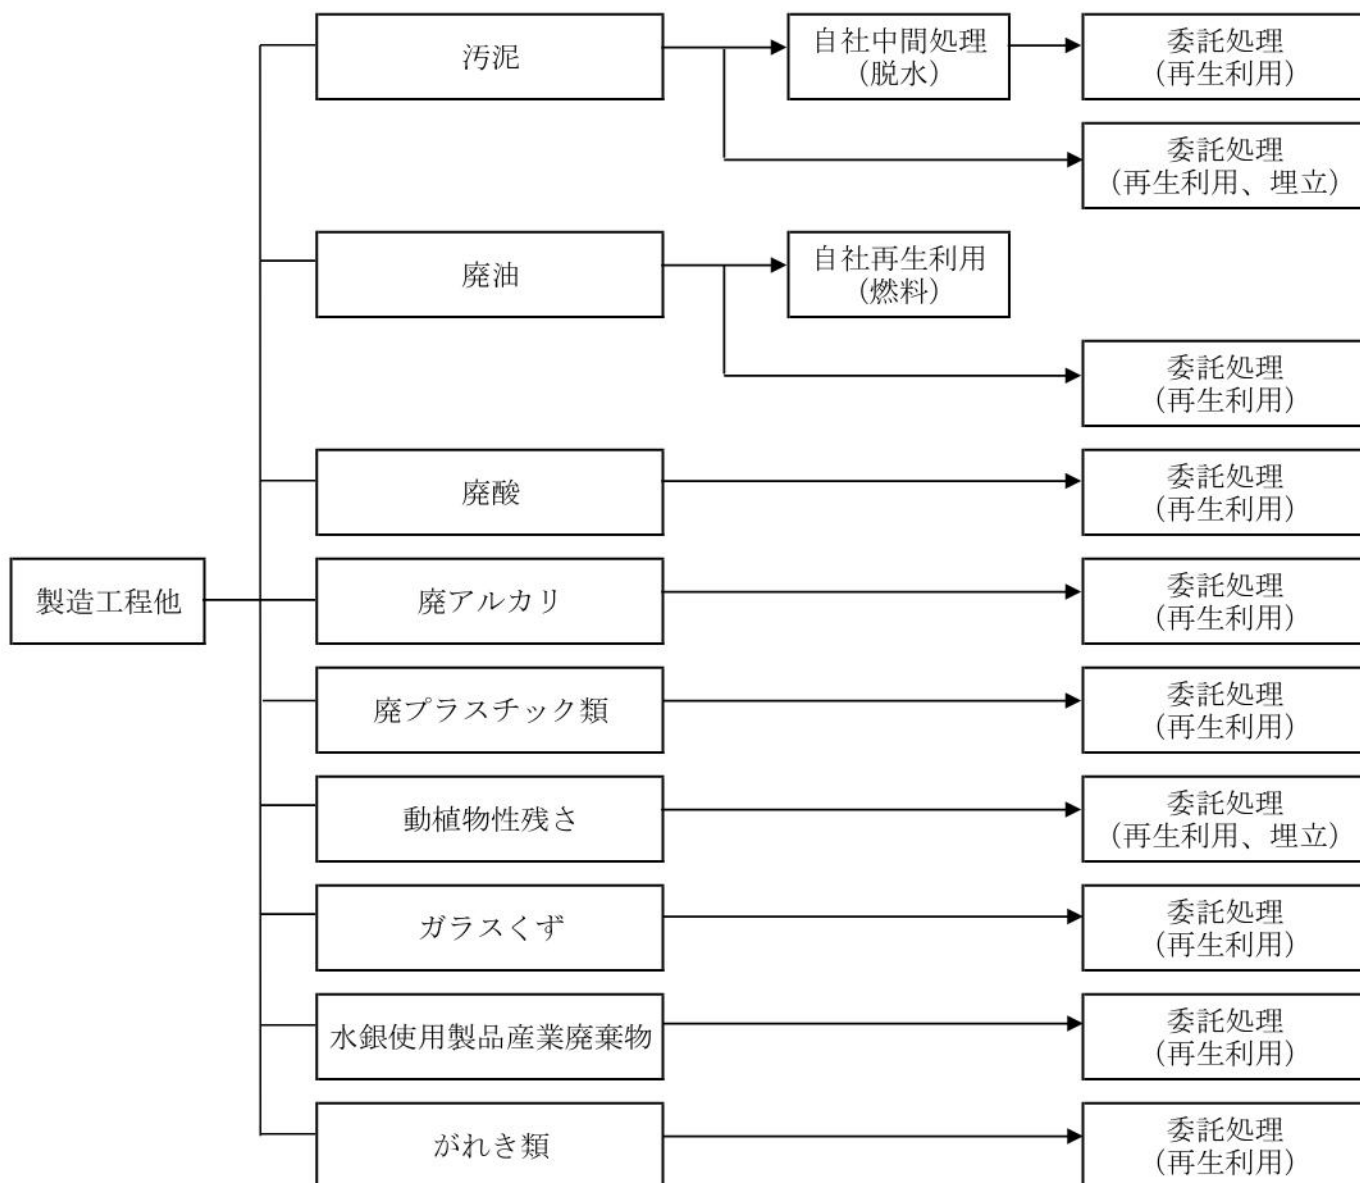 汚泥
自社中間処理
（脱水）
委託処理
（再生利用）
委託処理
（再生利用、埋立）
廃油
自社再生利用
（燃料）
委託処理
（再生利用）
廃酸
委託処理
（再生利用）
製造工程他
廃アルカリ
委託処理
（再生利用）
廃プラスチック類
委託処理
（再生利用）
動植物性残さ
委託処理
（再生利用、埋立）
ガラスくず
委託処理
（再生利用）
水銀使用製品産業廃棄物
委託処理
（再生利用）
がれき類
委託処理
（再生利用）